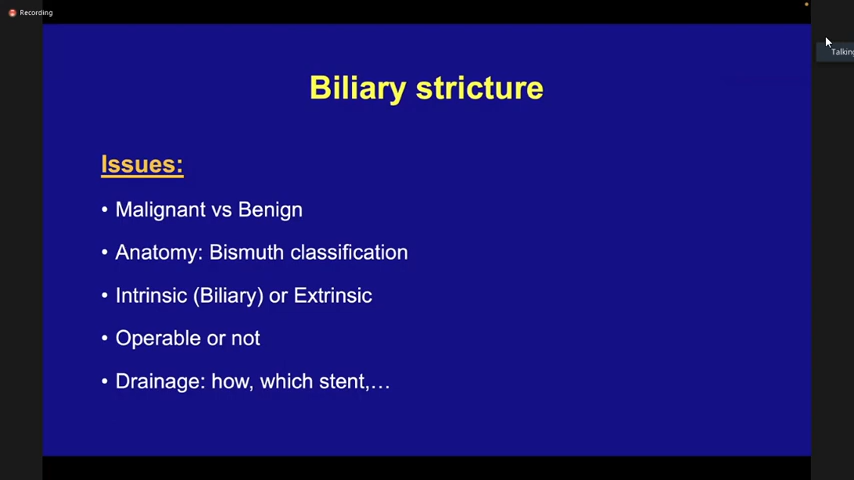 Recording
Talking
Biliary stricture
Issues:
• Malignant vs Benign
• Anatomy: Bismuth classification
• Intrinsic (Biliary) or Extrinsic
• Operable or not
• Drainage: how, which stent,…